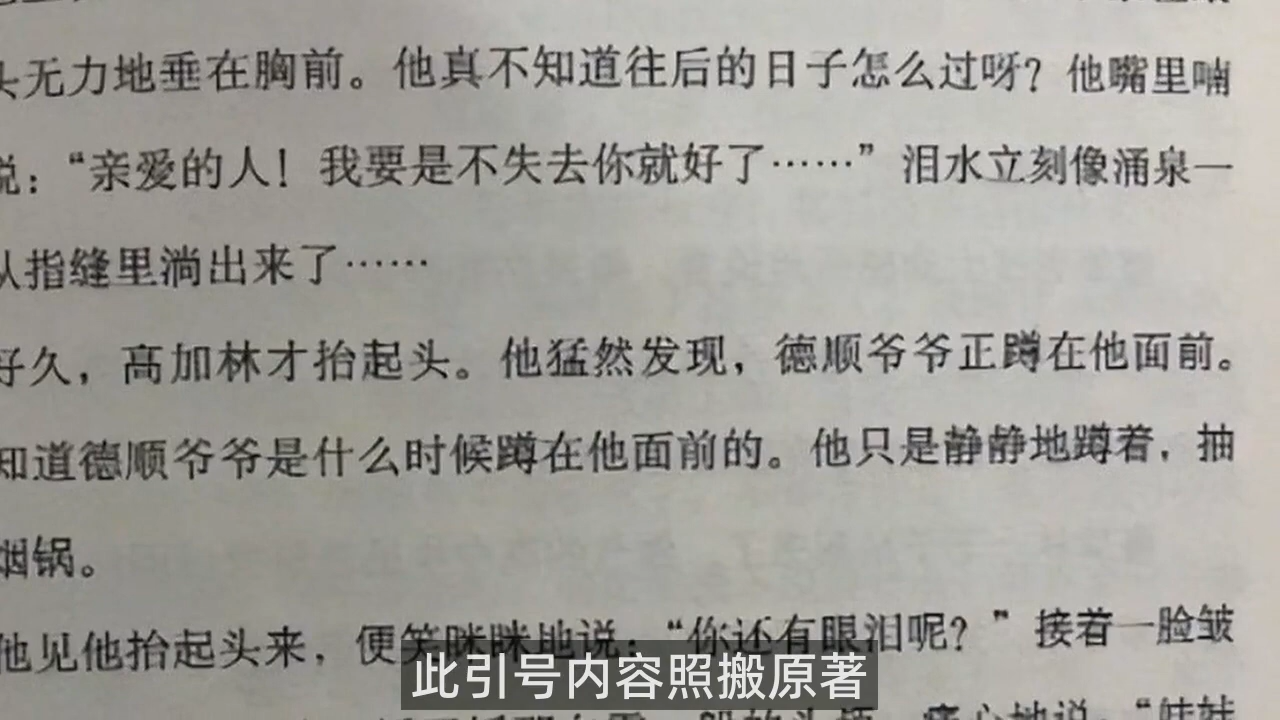 头无力地垂在胸前。他真不知道往后的日子怎么过呀？他嘴里喃
说：“亲爱的人！我要是不失去你就好了……”泪水立刻像涌泉一
从指缝里淌出来了……
好久，高加林才抬起头。他猛然发现，德顺爷爷正蹲在他面前。
知道德顺爷爷是什么时候蹲在他面前的。他只是静静地蹲着，抽
烟锅。
他见他抬起头来，便笑眯眯地说：“你还有眼泪呢？”接着一脸皱
此引号内容照搬原著